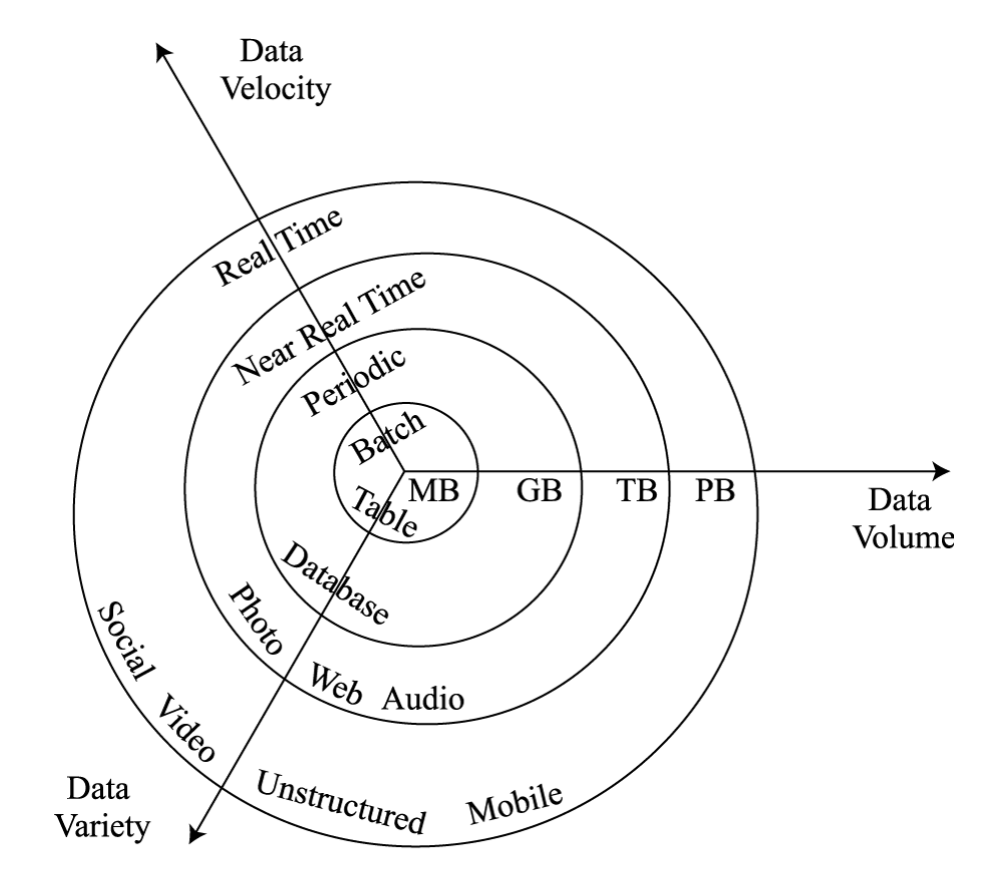 Data
Velocity
Real Time
Near Real Time
Periodic
Batch
Table
MB GB TB PB
Data
Volume
Database
Photo
Web Audio
Social
Video
Unstructured Mobile
Data
Variety